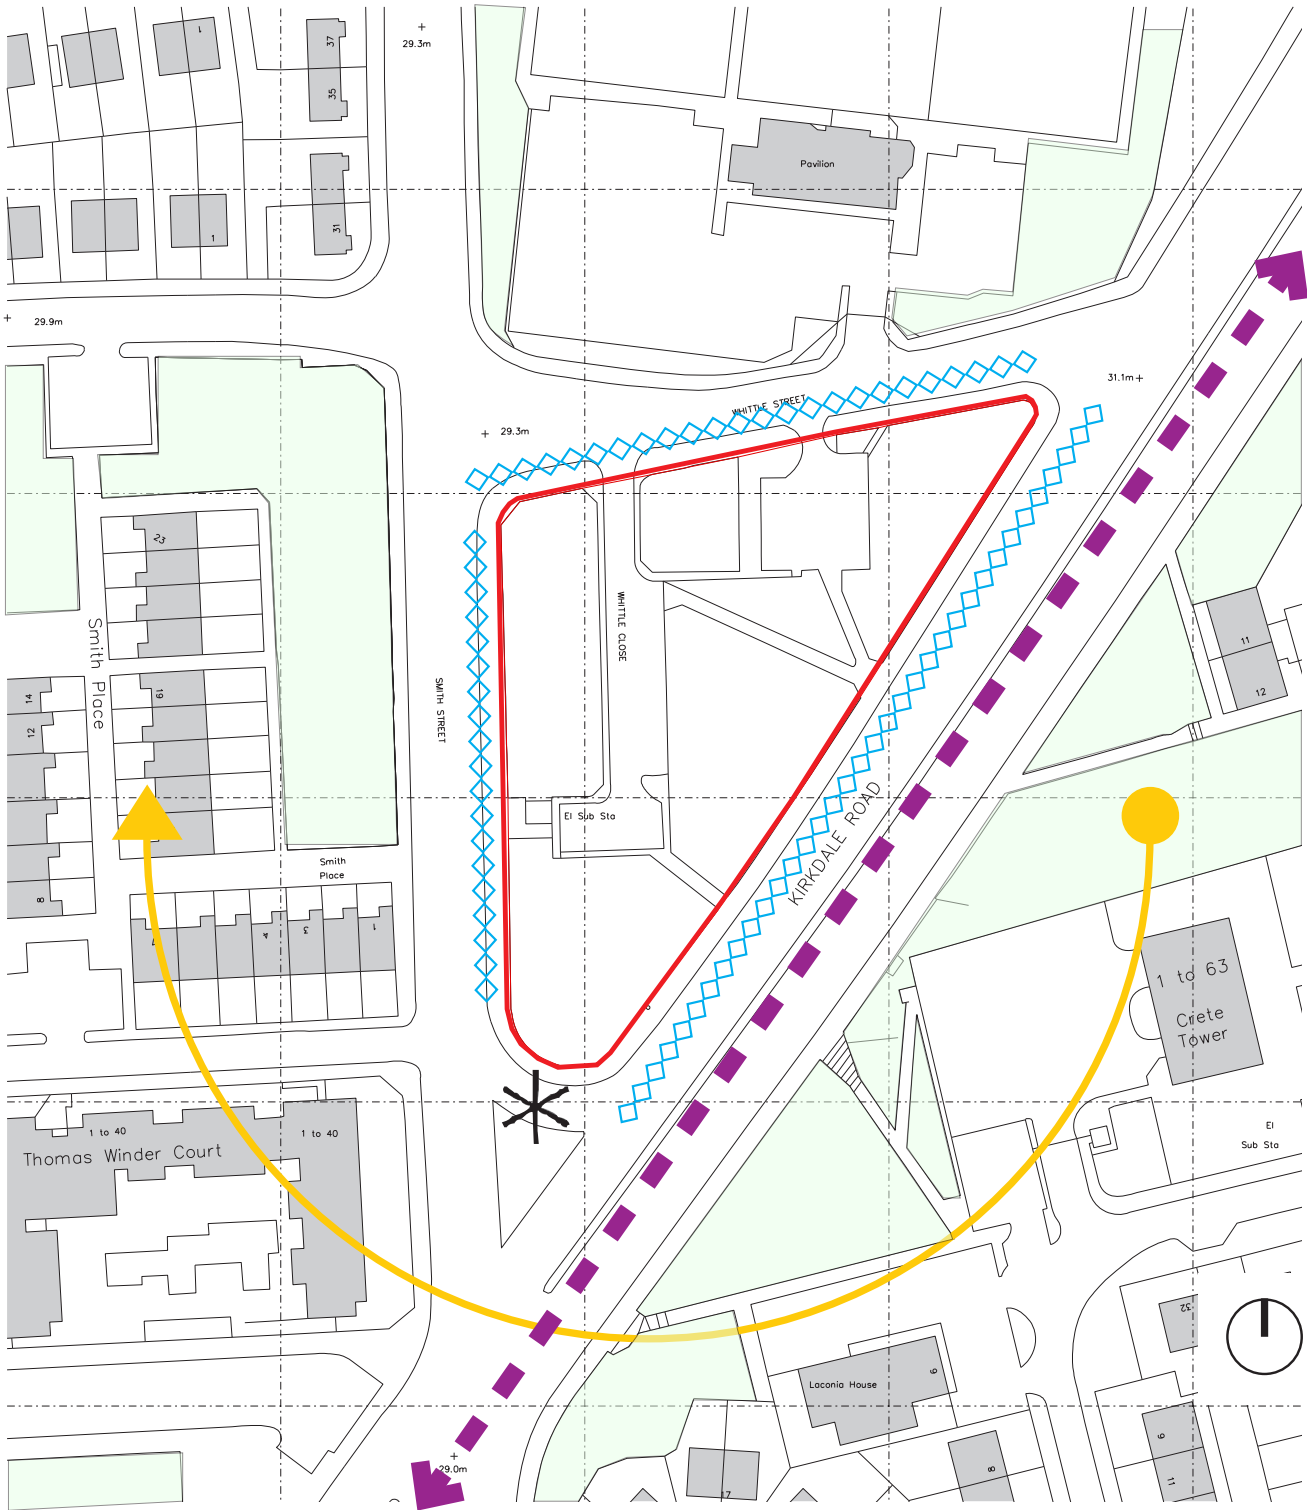 1
37
29.3m
35
Pavilion
31
1
29.9m
31.1m
WHITTLE STREET
29.3m
23
WHITTLE CLOSE
11
12
Smith Place
SMITH STREET
19
14
12
KIRKDALE ROAD
El Sub Sta
Smith
Place
8
7
4
3
1
1 to 63
Crete
Tower
1 to 40
1 to 40
Thomas Winder Court
El
Sub Sta
32
Laconia House
9
29.0m
17
8
9
11